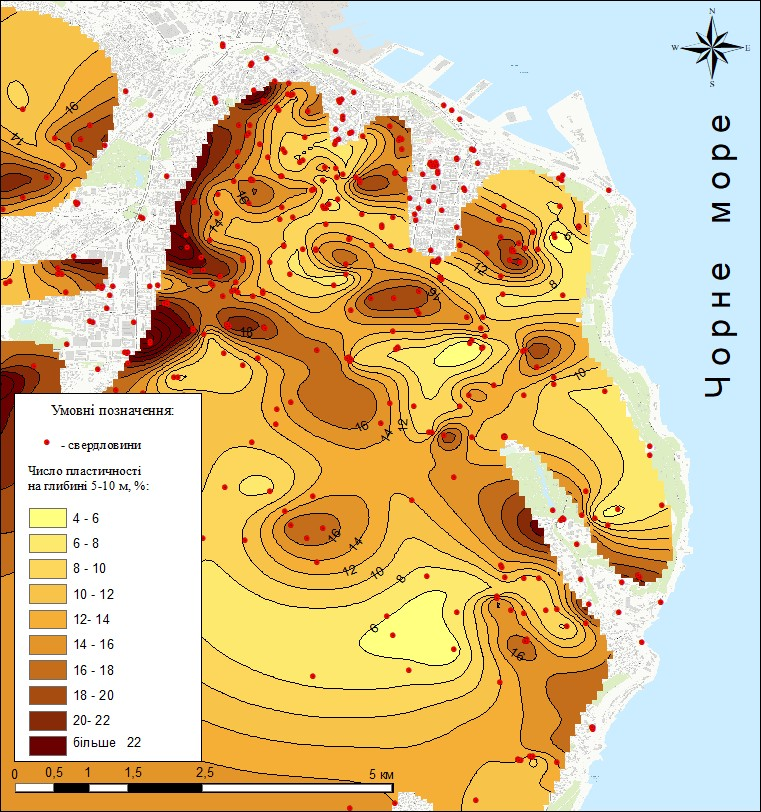 N
W E
S
Чорне море
16
14
16
14
6
12
8
16
18
10
16
14
12
16
14
12
10
8
6
16
Умовні позначення:
- свердловини
Число пластичності
на глибині 5-10 м, %:
4 - 6
6 - 8
8 - 10
10 - 12
12- 14
14 - 16
16 - 18
18 - 20
20 - 22
більше 22
0 0,5 1 1,5 2,5 5 км